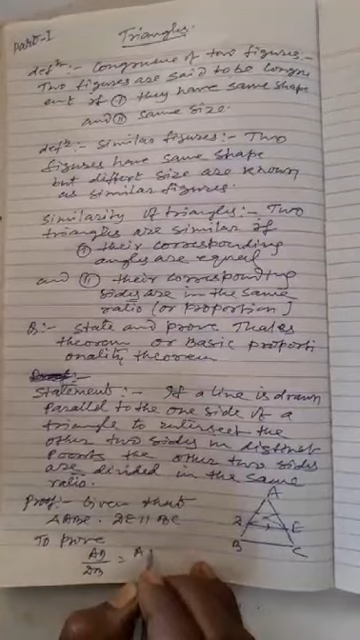 Part-I
Triangles
defⁿ:- Congruence of two figures:-
Two figures are said to be congru
ent if (i) they have same shape
and (ii) same size.
defⁿ:- Similar figures:- Two
figures have same shape
but differt size are known
as similar figures.
Similarity of triangles:- Two
triangles are similar if
(i) their corresponding
angles are equal
and (ii) their corresponding
sides are in the same
ratio (or proportion)
Q:- State and prove Thales
theorem or Basic proporti
onality theorem
Statement:- If a line is drawn
parallel to the one side of a
triangle to intersect the
other two sides in distinct
points the other two sides
are divided in the same
ratio.
Proof:- Given that
DE || BC
To prove
AD/DB = A
A
D E
B C